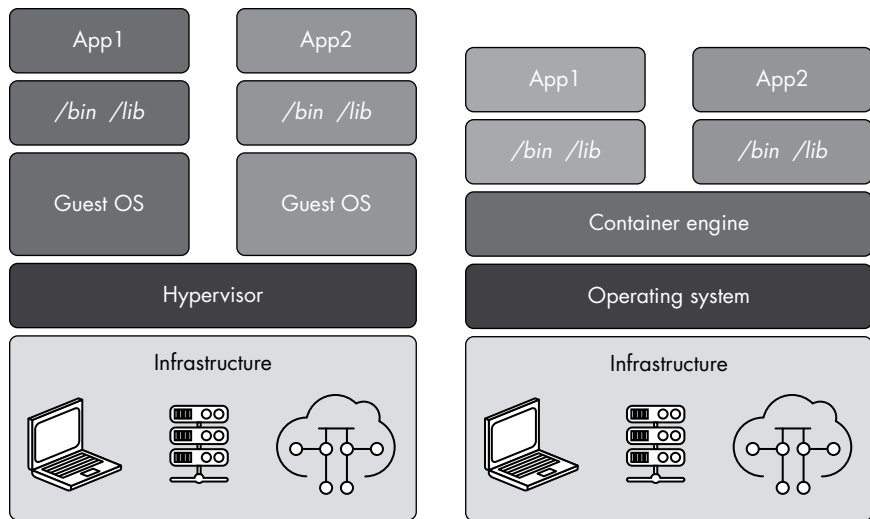 App1
App2
/bin /lib
/bin /lib
Guest OS
Guest OS
Hypervisor
Infrastructure
App1
App2
/bin /lib
/bin /lib
Container engine
Operating system
Infrastructure